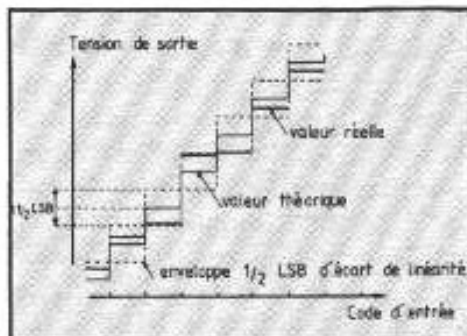 Tension de sortie
valeur réelle
1/2 LSB
valeur théorique
enveloppe 1/2 LSB d'écart de linéarité
Code d'entrée